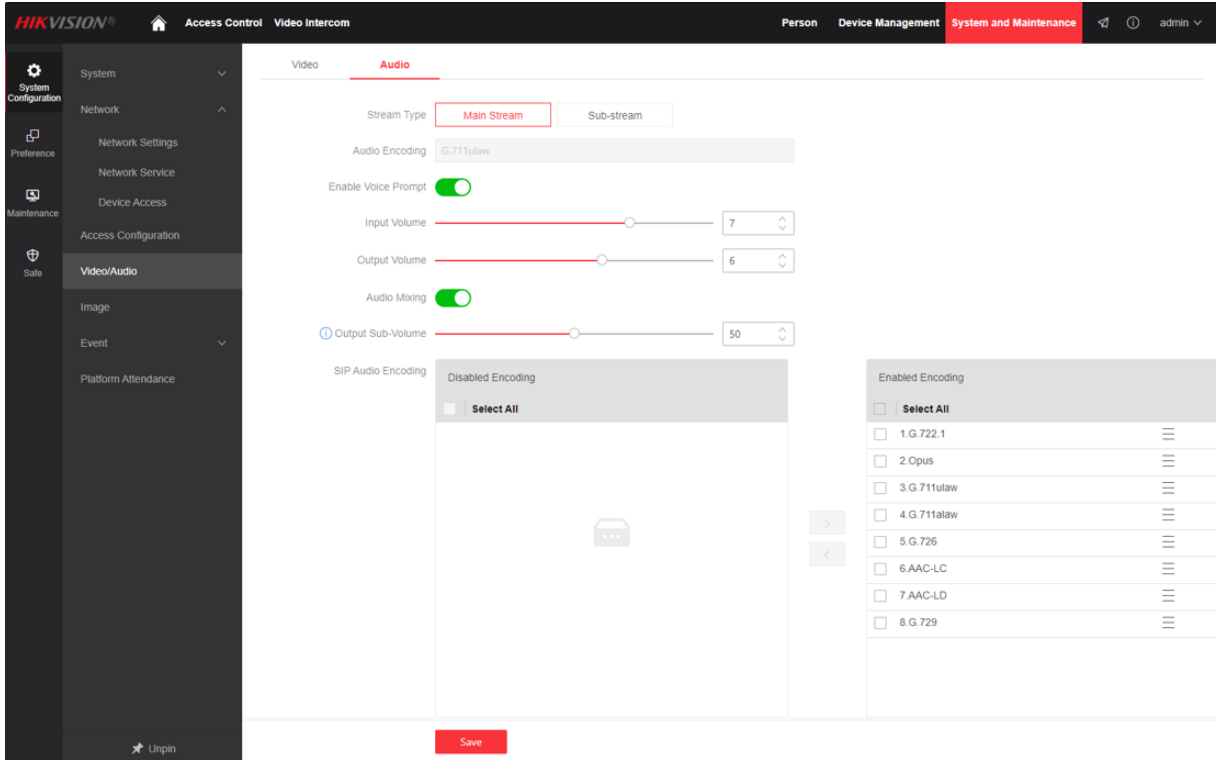 HIKVISION® Access Control Video Intercom Person Device Management System and Maintenance admin
System Configuration
Preference
Maintenance
Safe
System
Network
Network Settings
Network Service
Device Access
Access Configuration
Video/Audio
Image
Event
Platform Attendance
Unpin
Video Audio
Stream Type Main Stream Sub-stream
Audio Encoding G.711ulaw
Enable Voice Prompt
Input Volume 7
Output Volume 6
Audio Mixing
Output Sub-Volume 50
SIP Audio Encoding
Disabled Encoding
Select All
Enabled Encoding
Select All
1.G.722.1
2.Opus
3.G.711ulaw
4.G.711alaw
5.G.726
6.AAC-LC
7.AAC-LD
8.G.729
Save